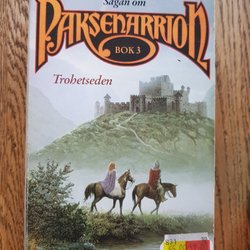 Sagan om
PAKSENARRION
BOK 3
Trohetseden